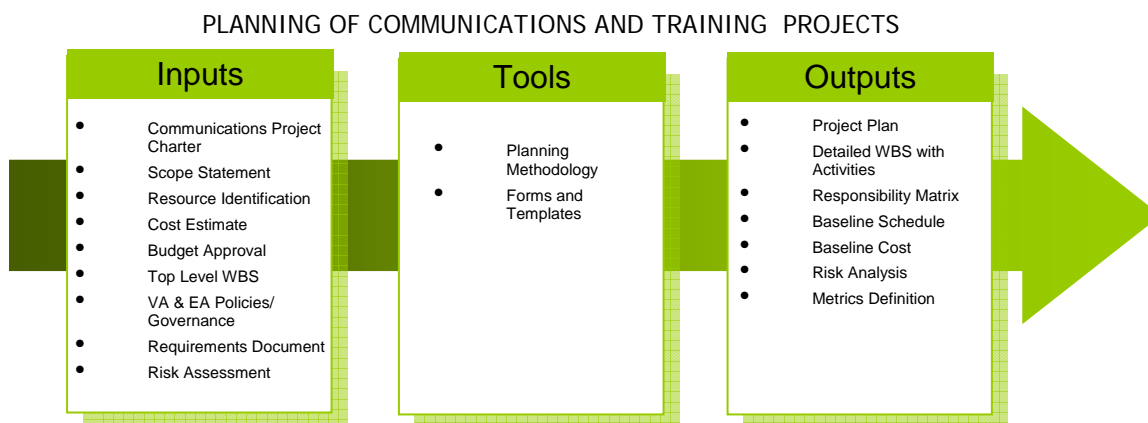 PLANNING OF COMMUNICATIONS AND TRAINING PROJECTS
Inputs
• Communications Project
Charter
• Scope Statement
• Resource Identification
• Cost Estimate
• Budget Approval
• Top Level WBS
• VA & EA Policies/
Governance
• Requirements Document
• Risk Assessment
Tools
• Planning
Methodology
• Forms and
Templates
Outputs
• Project Plan
• Detailed WBS with
Activities
• Responsibility Matrix
• Baseline Schedule
• Baseline Cost
• Risk Analysis
• Metrics Definition